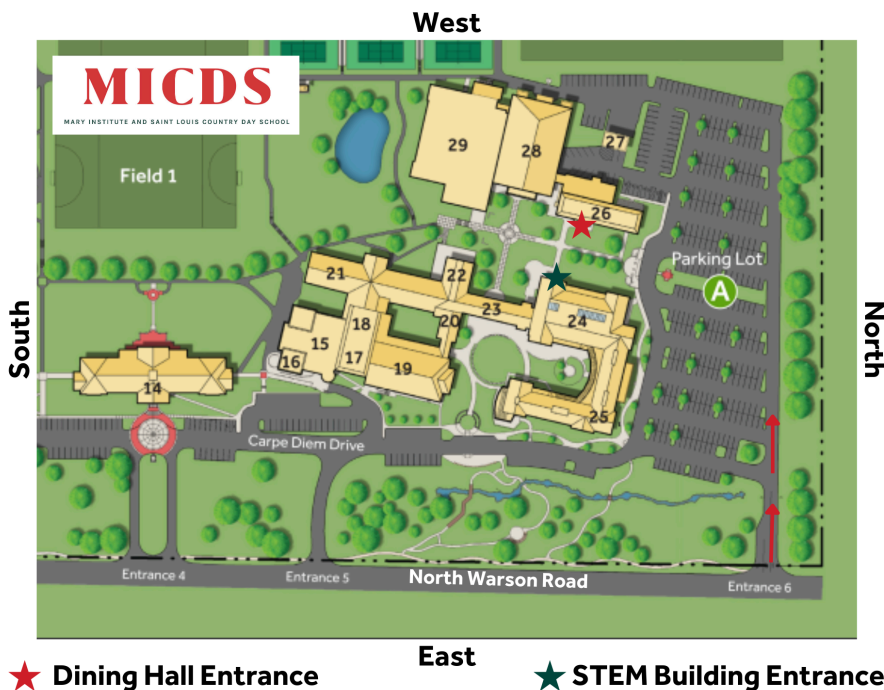 West
MICDS
MARY INSTITUTE AND SAINT LOUIS COUNTRY DAY SCHOOL
29
28
27
Field 1
26
Parking Lot
A
21
22
23
24
20
18
15
17
16
19
14
25
South
North
Carpe Diem Drive
Entrance 4
Entrance 5
North Warson Road
Entrance 6
East
Dining Hall Entrance
STEM Building Entrance